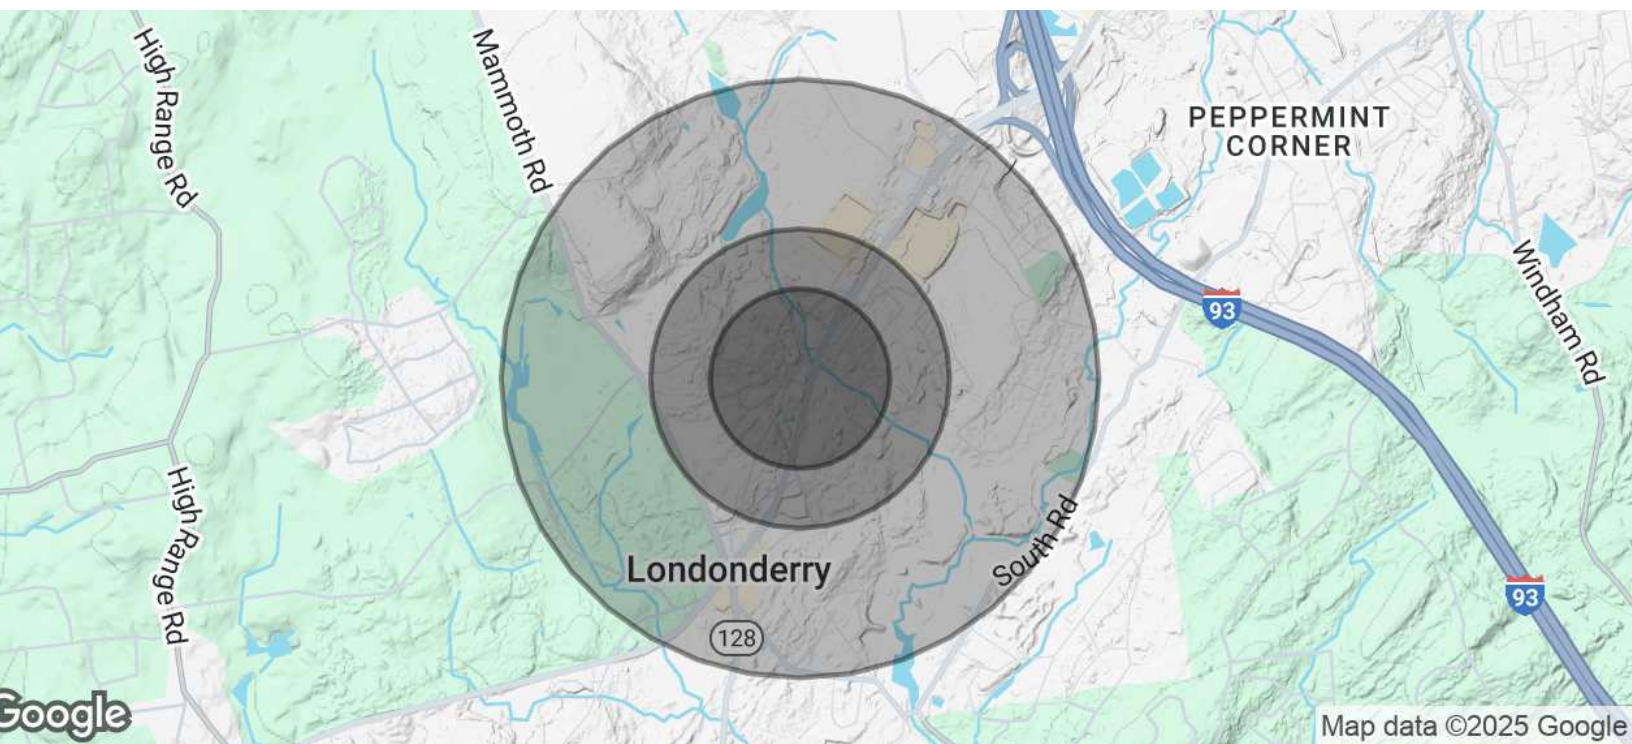 High Range Rd
Mammoth Rd
PEPPERMINT
CORNER
Windham Rd
93
High Range Rd
South Rd
Londonderry
93
128
Google
Map data ©2025 Google